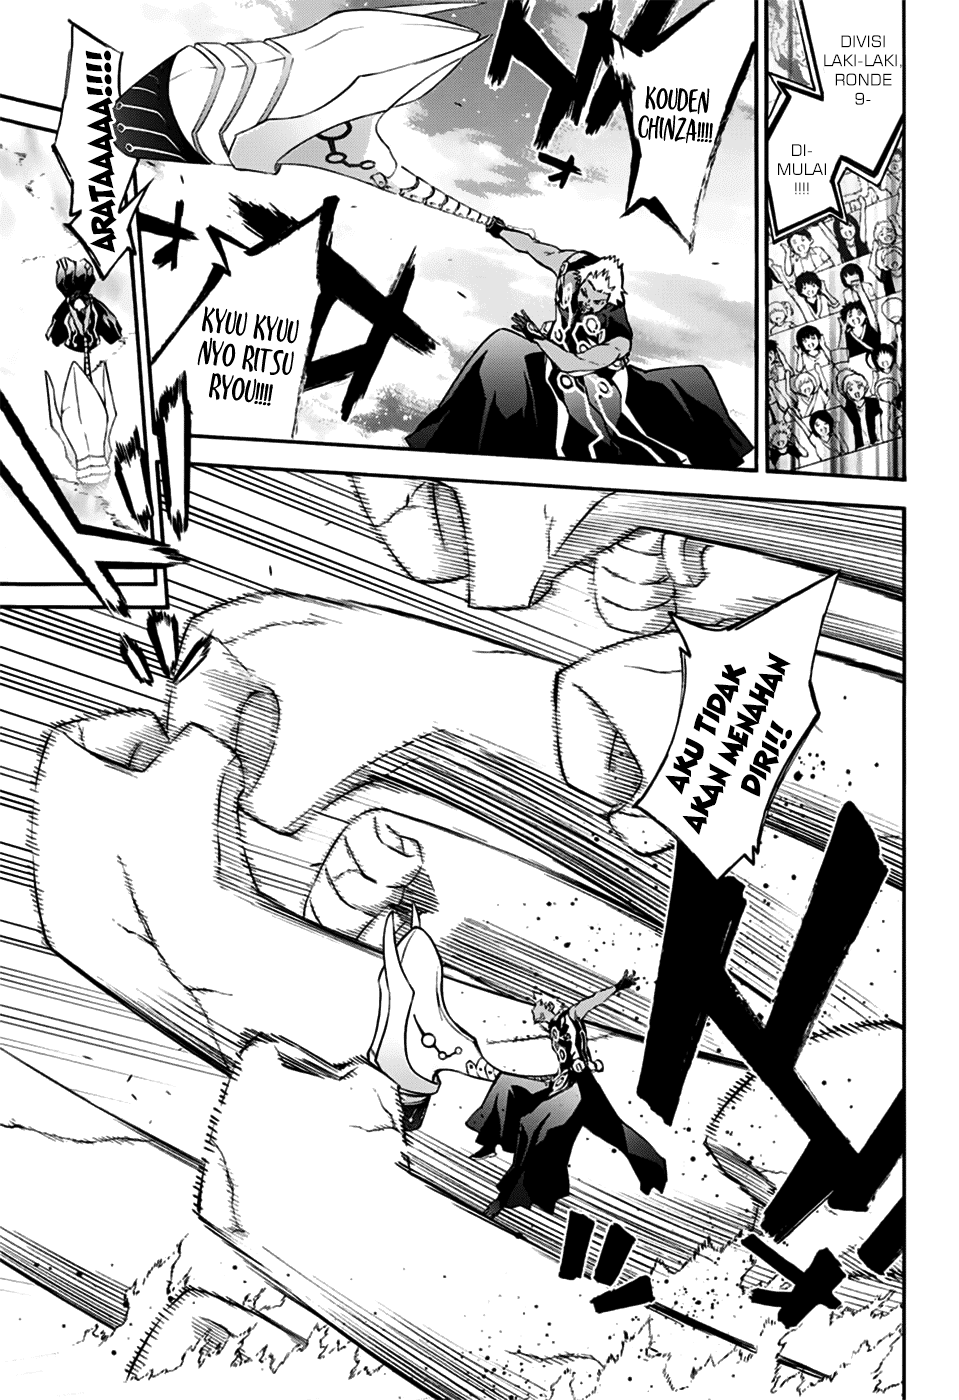 DIVISI
LAKI-LAKI,
RONDE
9-
DI-
MULAI
!!!!
KOUDEN
CHINZA!!!!
KYUU KYUU
NYO RITSU
RYOU!!!!
ARATAAAAA!!!!
AKU TIDAK
AKAN MENAHAN
DIRI!!